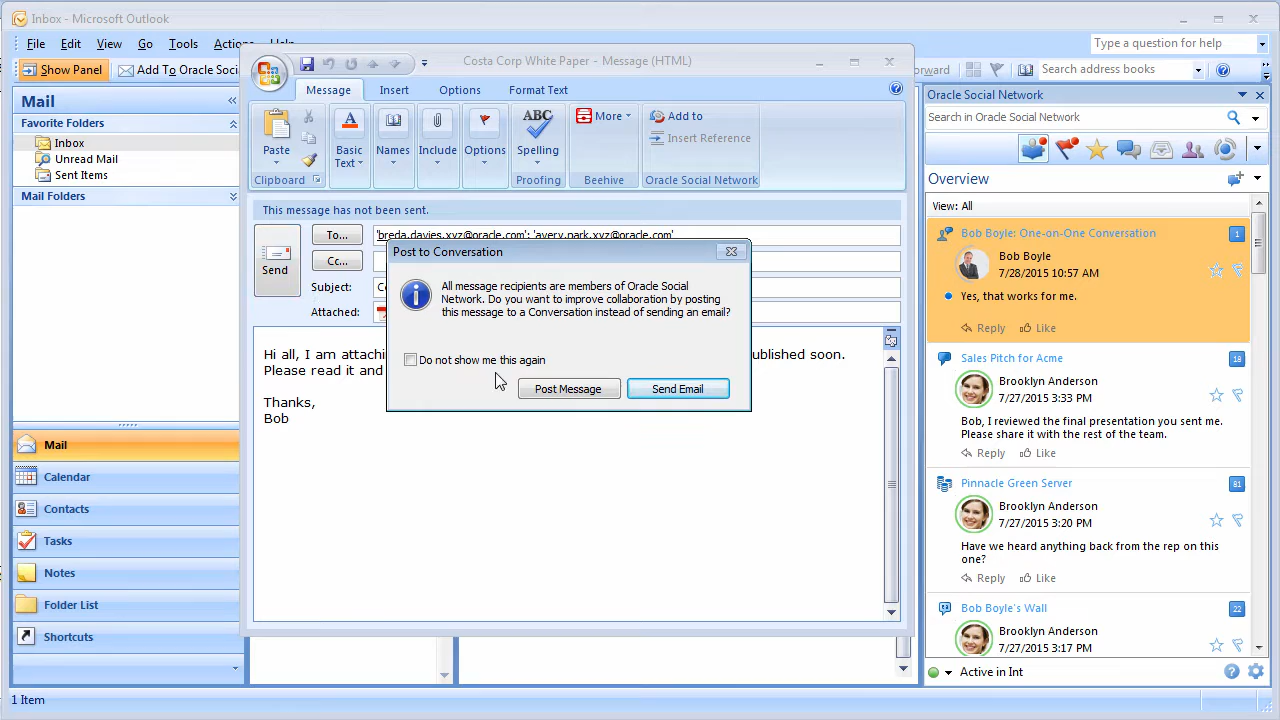 Inbox - Microsoft Outlook
File Edit View Go Tools Actions Help
Type a question for help
Show Panel Add To Oracle Soci
orward
Search address books
Costa Corp White Paper - Message (HTML)
Message Insert Options Format Text
Paste
Basic Text
Names
Include
Options
ABC
Spelling
More
Add to
Insert Reference
Clipboard
Proofing
Beehive
Oracle Social Network
This message has not been sent.
Send
To...
'breda.davies.xyz@oracle.com'; 'avery.park.xyz@oracle.com'
Cc...
Subject:
Attached:
Hi all, I am attachi
ublished soon.
Please read it and
Thanks,
Bob
Post to Conversation
All message recipients are members of Oracle Social
Network. Do you want to improve collaboration by posting
this message to a Conversation instead of sending an email?
Do not show me this again
Post Message
Send Email
Mail
Favorite Folders
Inbox
Unread Mail
Sent Items
Mail Folders
Mail
Calendar
Contacts
Tasks
Notes
Folder List
Shortcuts
1 Item
Oracle Social Network
Search in Oracle Social Network
Overview
View: All
Bob Boyle: One-on-One Conversation 1
Bob Boyle
7/28/2015 10:57 AM
Yes, that works for me.
Reply Like
Sales Pitch for Acme 22
Brooklyn Anderson
7/27/2015 3:33 PM
Bob, I reviewed the final presentation you sent me.
Please share it with the rest of the team.
Reply Like
Pinnacle Green Server 81
Brooklyn Anderson
7/27/2015 3:20 PM
Have we heard anything back from the rep on this
one?
Reply Like
Bob Boyle's Wall 22
Brooklyn Anderson
7/27/2015 3:17 PM
Active in Int